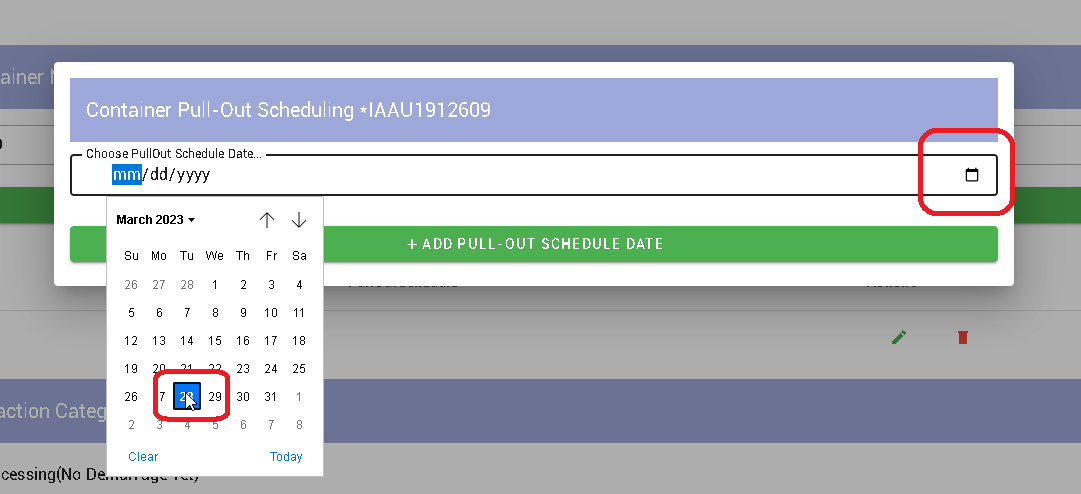 ainer
Container Pull-Out Scheduling *IAAU1912609
Choose PullOut Schedule Date...
mm/dd/yyyy
March 2023
+ ADD PULL-OUT SCHEDULE DATE
Su Mo Tu We Th Fr Sa
26 27 28 1 2 3 4
5 6 7 8 9 10 11
12 13 14 15 16 17 18
19 20 21 22 23 24 25
26 7 28 29 30 31 1
2 3 4 5 6 7 8
action Categ
Clear Today
cessing(No Demurrage Yet)